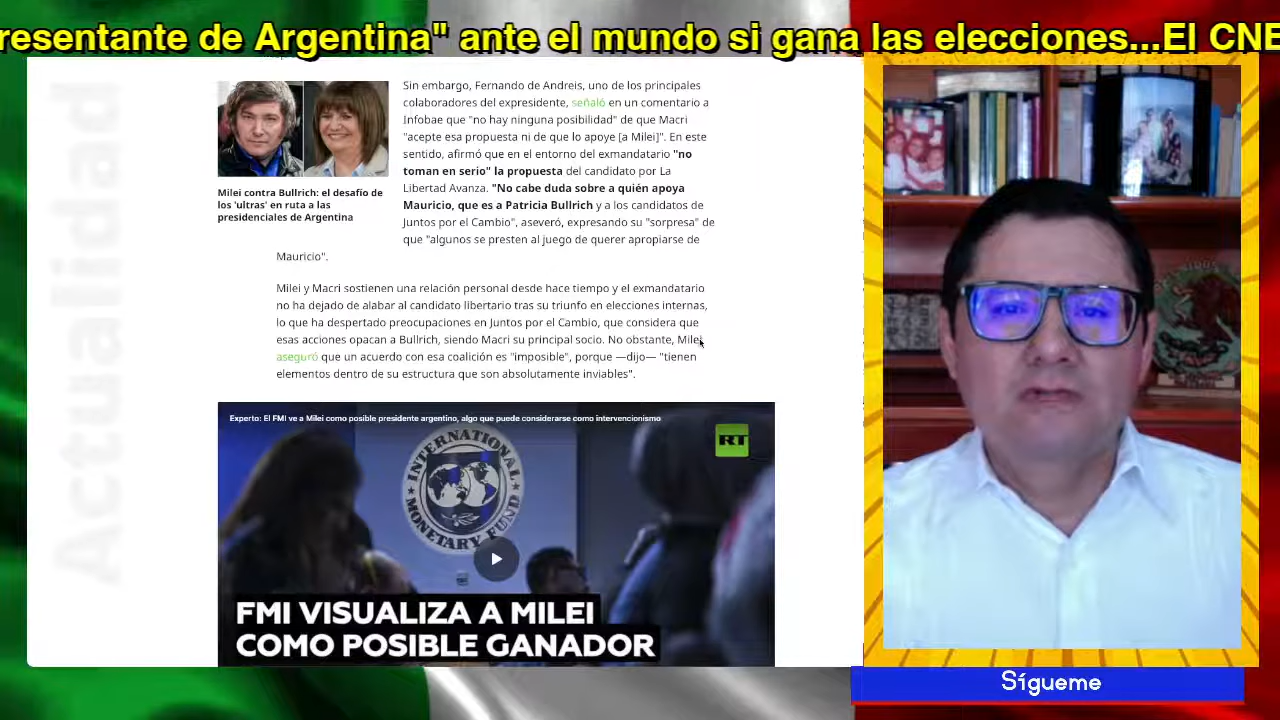 resentante de Argentina" ante el mundo si gana las elecciones...El CNE
Sin embargo, Fernando de Andreis, uno de los principales
colaboradores del expresidente, señaló en un comentario a
Infobae que "no hay ninguna posibilidad" de que Macri
"acepte esa propuesta ni de que lo apoye [a Milei]". En este
sentido, afirmó que en el entorno del exmandatario "no
toman en serio" la propuesta del candidato por La
Libertad Avanza. "No cabe duda sobre a quién apoya
Mauricio, que es a Patricia Bullrich y a los candidatos de
Juntos por el Cambio", aseveró, expresando su "sorpresa" de
que "algunos se presten al juego de querer apropiarse de
Mauricio".
Milei contra Bullrich: el desafío de
los 'ultras' en ruta a las
presidenciales de Argentina
Milei y Macri sostienen una relación personal desde hace tiempo y el exmandatario
no ha dejado de alabar al candidato libertario tras su triunfo en elecciones internas,
lo que ha despertado preocupaciones en Juntos por el Cambio, que considera que
esas acciones opacan a Bullrich, siendo Macri su principal socio. No obstante, Milei
aseguró que un acuerdo con esa coalición es "imposible", porque —dijo— "tienen
elementos dentro de su estructura que son absolutamente inviables".
Experto: El FMI ve a Milei como posible presidente argentino, algo que puede considerarse como intervencionismo
RT
INTERNATIONAL
MONETARY FUND
FMI VISUALIZA A MILEI
COMO POSIBLE GANADOR
Actualidad
Sígueme